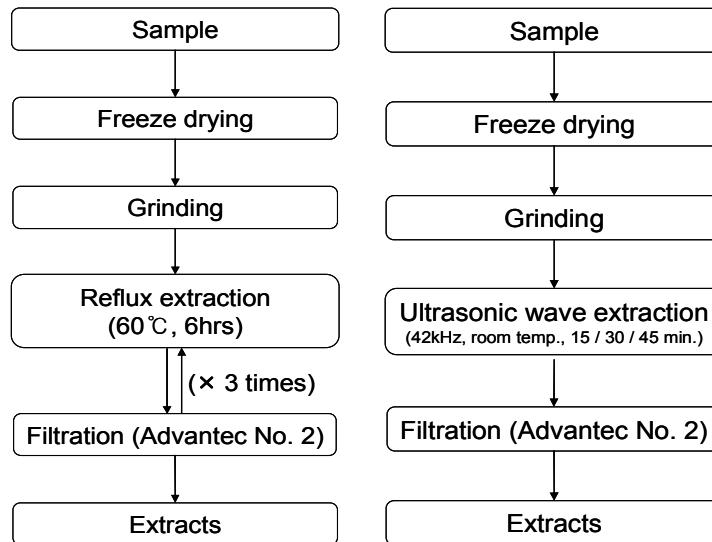 Sample
Freeze drying
Grinding
Reflux extraction
(60℃, 6hrs)
(× 3 times)
Filtration (Advantec No. 2)
Extracts
Sample
Freeze drying
Grinding
Ultrasonic wave extraction
(42kHz, room temp., 15 / 30 / 45 min.)
Filtration (Advantec No. 2)
Extracts